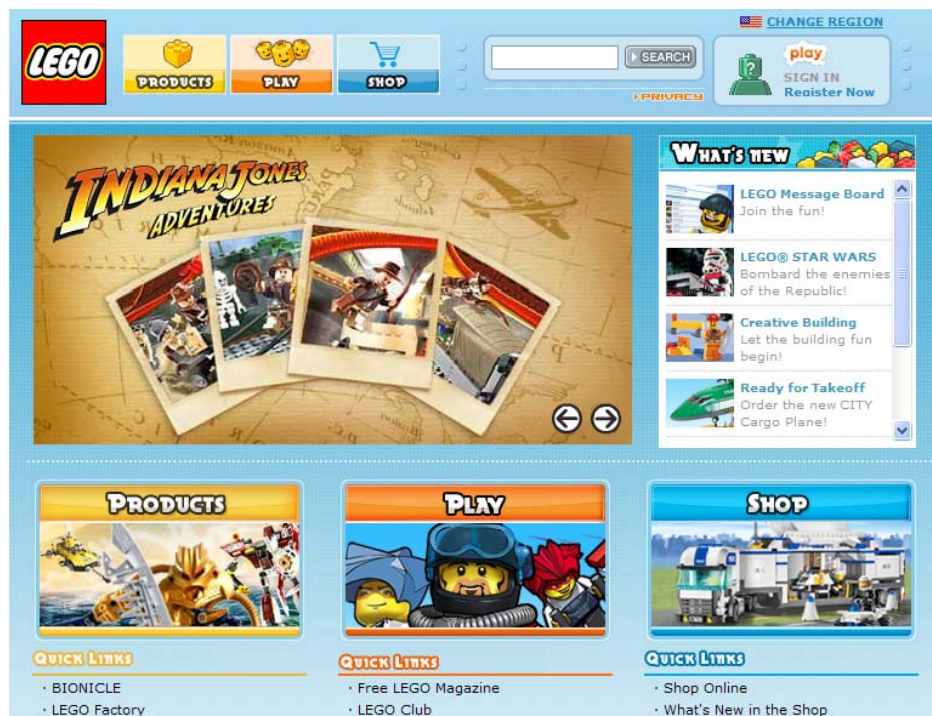 CHANGE REGION
LEGO
PRODUCTS
PLAY
SHOP
SEARCH
PRIVACY
?
play
SIGN IN
Register Now
INDIANA JONES
ADVENTURES
WHAT'S NEW
LEGO Message Board
Join the fun!
LEGO® STAR WARS
Bombard the enemies
of the Republic!
Creative Building
Let the building fun
begin!
Ready for Takeoff
Order the new CITY
Cargo Plane!
PRODUCTS
PLAY
SHOP
QUICK LINKS
· BIONICLE
· LEGO Factory
QUICK LINKS
· Free LEGO Magazine
· LEGO Club
QUICK LINKS
· Shop Online
· What's New in the Shop